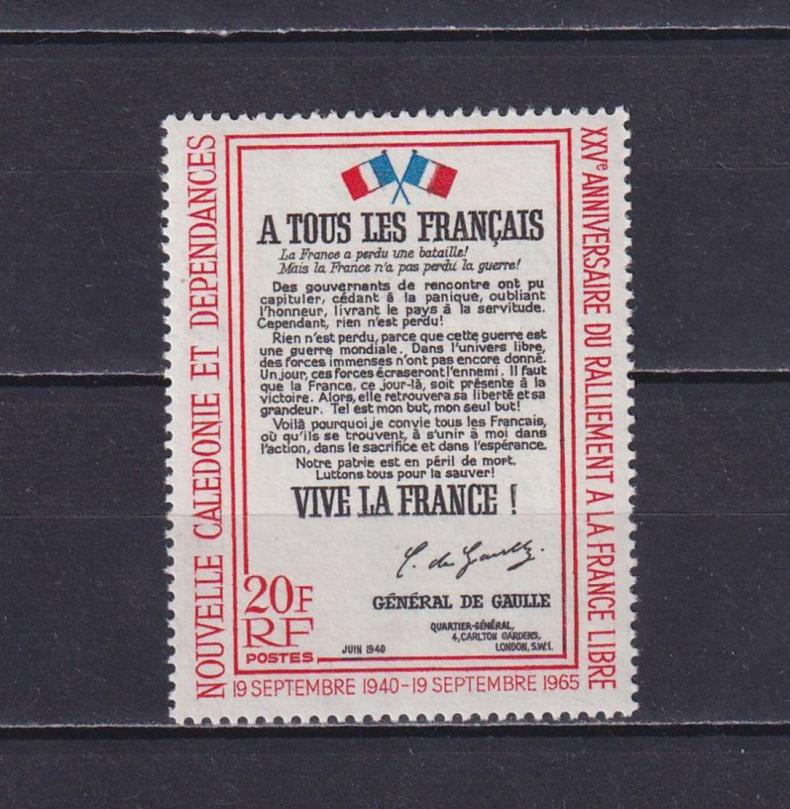 NOUVELLE CALEDONIE ET DEPENDANCES
XXVe ANNIVERSAIRE DU RALLIEMENT A LA FRANCE LIBRE
A TOUS LES FRANÇAIS
La France a perdu une bataille!
Mais la France n'a pas perdu la guerre!
Des gouvernants de rencontre ont pu
capituler, cédant à la panique, oubliant
l'honneur, livrant le pays à la servitude.
Cependant, rien n'est perdu!
Rien n'est perdu, parce que cette guerre est
une guerre mondiale. Dans l'univers libre,
des forces immenses n'ont pas encore donné.
Un jour, ces forces écraseront l'ennemi. Il faut
que la France, ce jour-là, soit présente à la
victoire. Alors, elle retrouvera sa liberté et sa
grandeur. Tel est mon but, mon seul but!
Voilà pourquoi je convie tous les Francais,
où qu'ils se trouvent, à s'unir à moi dans
l'action, dans le sacrifice et dans l'espérance.
Notre patrie est en péril de mort.
Luttons tous pour la sauver!
VIVE LA FRANCE !
C. de Gaulle.
GÉNÉRAL DE GAULLE
QUARTIER-GÉNÉRAL,
4, CARLTON GARDENS,
LONDON, S.W.1.
20F
RF
POSTES
JUIN 1940
19 SEPTEMBRE 1940-19 SEPTEMBRE 1965